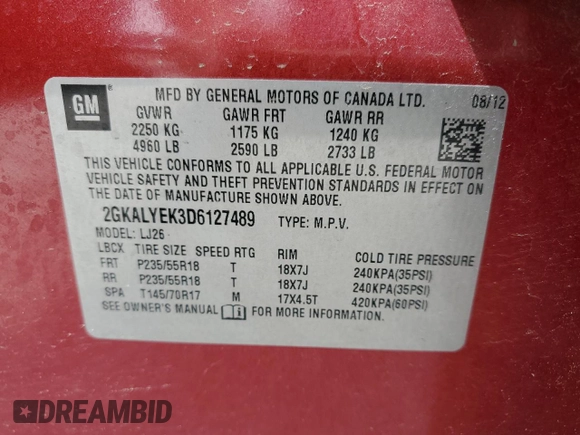 GM
MFD BY GENERAL MOTORS OF CANADA LTD. 08/12
GVWR GAWR FRT GAWR RR
2250 KG 1175 KG 1240 KG
4960 LB 2590 LB 2733 LB
THIS VEHICLE CONFORMS TO ALL APPLICABLE U.S. FEDERAL MOTOR
VEHICLE SAFETY AND THEFT PREVENTION STANDARDS IN EFFECT ON
THE DATE OF MANUFACTURE SHOWN ABOVE.
2GKALYEK3D6127489 TYPE: M.P.V.
MODEL: LJ26
LBCX TIRE SIZE SPEED RTG RIM COLD TIRE PRESSURE
FRT P235/55R18 T 18X7J 240KPA(35PSI)
RR P235/55R18 T 18X7J 240KPA(35PSI)
SPA T145/70R17 M 17X4.5T 420KPA(60PSI)
SEE OWNER'S MANUAL FOR MORE INFORMATION.
DREAMBID